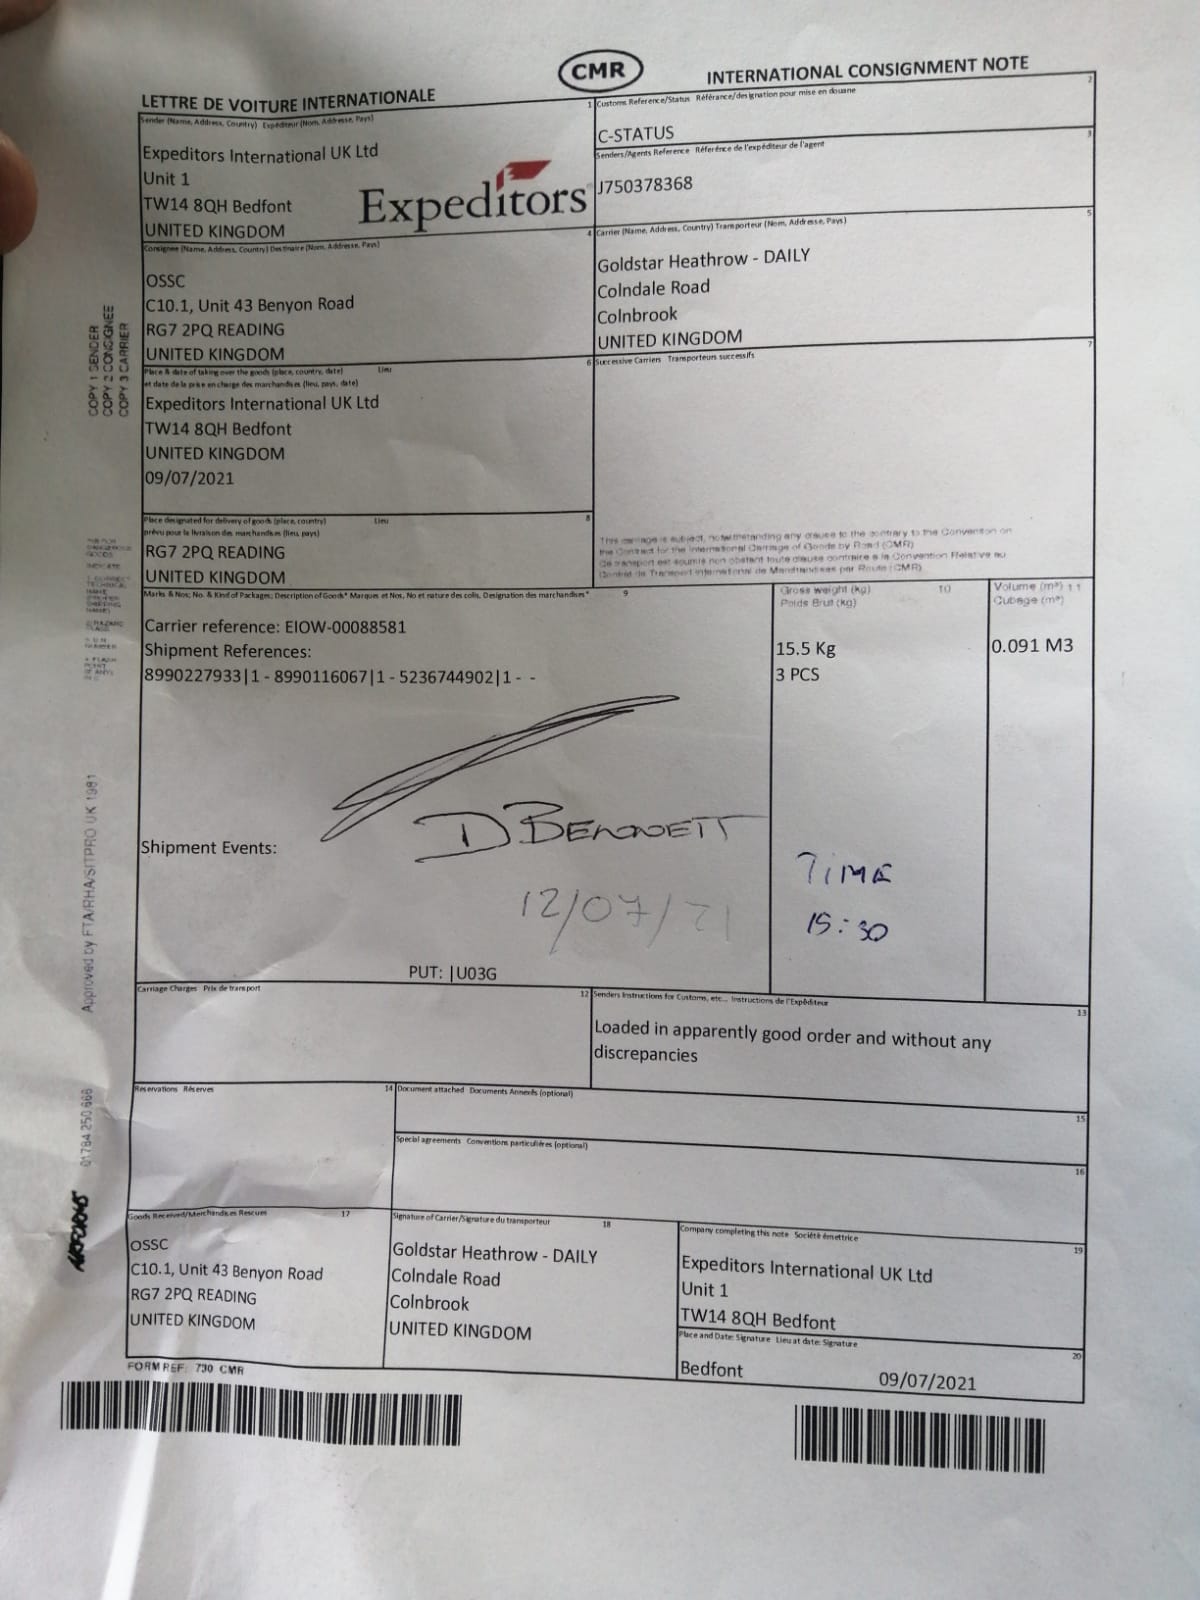 CMR
LETTRE DE VOITURE INTERNATIONALE
INTERNATIONAL CONSIGNMENT NOTE
Sender (Name, Address, Country) Expéditeur (Nom, Addresse, Pays) 1
Expeditors International UK Ltd
Unit 1
TW14 8QH Bedfont
UNITED KINGDOM
Expeditors
Customs Reference/Status Référance/designation pour mise en douane 2
C-STATUS
Senders/Agents Reference Référence de l'expéditeur de l'agent 3
J750378368
Consignee (Name, Address, Country) Destinaire (Nom, Addresse, Pays) 4
OSSC
C10.1, Unit 43 Benyon Road
RG7 2PQ READING
UNITED KINGDOM
Carrier (Name, Address, Country) Transporteur (Nom, Addresse, Pays) 5
Goldstar Heathrow - DAILY
Colndale Road
Colnbrook
UNITED KINGDOM
COPY 1 SENDER
COPY 2 CONSIGNEE
COPY 3 CARRIER
Place & date of taking over the goods (place, country, date) Lieu 6
et date de la prise en charge des marchandises (lieu, pays, date)
Expeditors International UK Ltd
TW14 8QH Bedfont
UNITED KINGDOM
09/07/2021
Successive Carriers Transporteurs successifs 7
Place designated for delivery of goods (place, country) Lieu 8
prévu pour la livraison des marchandises (lieu, pays)
RG7 2PQ READING
UNITED KINGDOM
This carriage is subject, notwithstanding any clause to the contrary to the Convention on
the Contract for the International Carriage of Goods by Road (CMR)
Ce transport est soumis non obstant toute clause contraire a la Convention Relative au
Contrat de Transport International de Marchandises par Route (CMR)
Marks & Nos; No. & Kind of Packages; Description of Goods* Marques et Nos, No et nature des colis, Designation des marchandises* 9
Gross weight (kg) 10
Poids Brut (kg)
Volume (m³) 11
Cubage (m³)
Carrier reference: EIOW-00088581
Shipment References:
8990227933|1 - 8990116067|1 - 5236744902|1 - -
15.5 Kg
3 PCS
0.091 M3
D BENNETT
Shipment Events:
12/07/21
TIME
15:30
PUT: |U03G
Approved by FTA/RHA/SITPRO UK 1981
01784 250 666
Carriage Charges Prix de transport 12
Senders Instructions for Customs, etc... Instructions de l'Expéditeur 13
Loaded in apparently good order and without any
discrepancies
Reservations Réserves 14
Document attached Documents Annexés (optional) 15
Special agreements Conventions particuliéres (optional) 16
Goods Received/Merchandises Rescues 17
OSSC
C10.1, Unit 43 Benyon Road
RG7 2PQ READING
UNITED KINGDOM
Signature of Carrier/Signature du transporteur 18
Goldstar Heathrow - DAILY
Colndale Road
Colnbrook
UNITED KINGDOM
Company completing this note Société émettrice 19
Expeditors International UK Ltd
Unit 1
TW14 8QH Bedfont
Place and Date: Signature Lieu at date: Signature 20
Bedfont 09/07/2021
FORM REF: 730 CMR